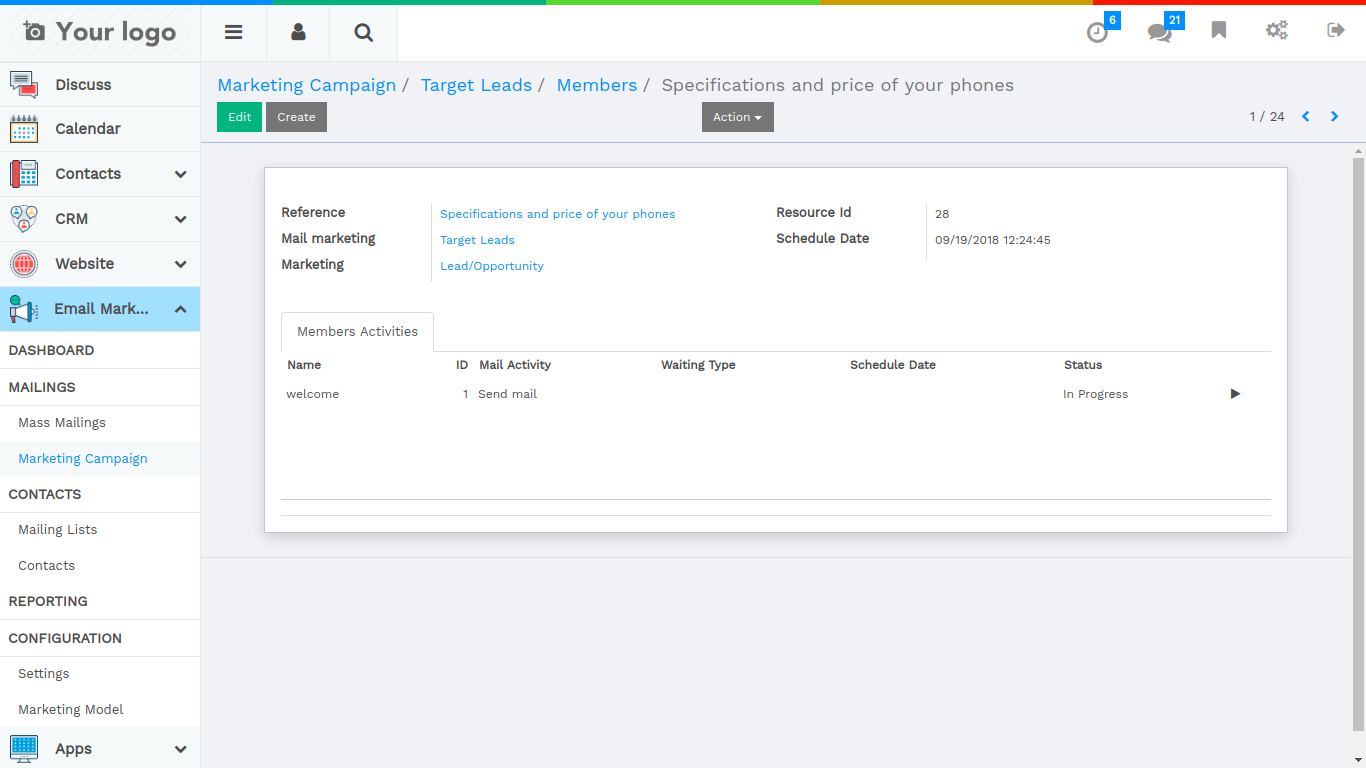 Your logo
6
21
Discuss
Calendar
Contacts
CRM
Website
Email Mark...
DASHBOARD
MAILINGS
Mass Mailings
Marketing Campaign
CONTACTS
Mailing Lists
Contacts
REPORTING
CONFIGURATION
Settings
Marketing Model
Apps
Marketing Campaign / Target Leads / Members / Specifications and price of your phones
Edit Create Action 1 / 24
Reference Specifications and price of your phones Resource Id 28
Mail marketing Target Leads Schedule Date 09/19/2018 12:24:45
Marketing Lead/Opportunity
Members Activities
Name ID Mail Activity Waiting Type Schedule Date Status
welcome 1 Send mail In Progress